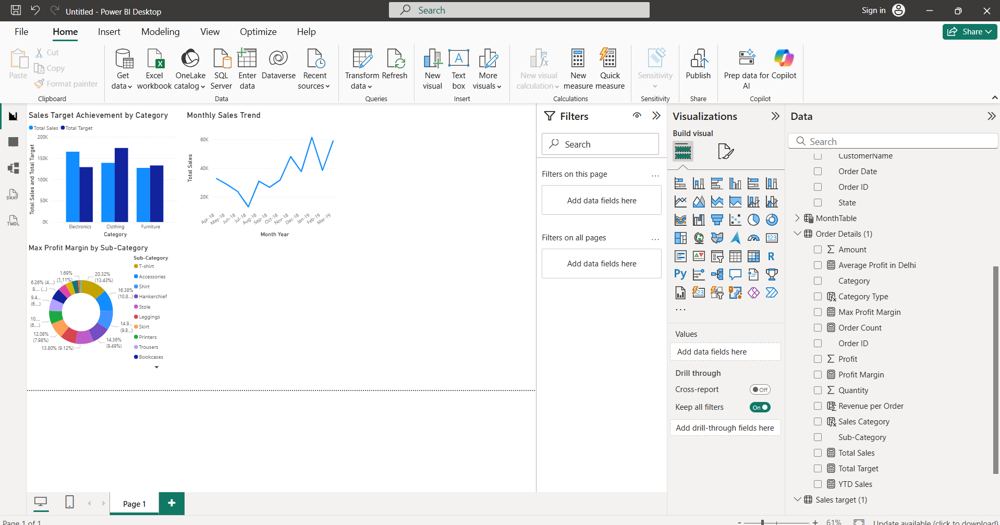 Untitled - Power BI Desktop
Search
Sign in
File
Home
Insert
Modeling
View
Optimize
Help
Share
Paste
Cut
Copy
Format painter
Clipboard
Get data
Excel workbook
OneLake catalog
SQL Server
Enter data
Dataverse
Recent sources
Data
Transform data
Refresh
Queries
New visual
Text box
More visuals
Insert
New visual calculation
New measure
Quick measure
Calculations
Sensitivity
Sensitivity
Publish
Share
Prep data for AI
Copilot
Copilot
DAX
TMDL
Sales Target Achievement by Category
Total Sales
Total Target
Total Sales and Total Target
200K
150K
100K
50K
0K
Electronics
Clothing
Furniture
Category
Monthly Sales Trend
Total Sales
60K
40K
20K
Apr-18
May-18
Jun-18
Jul-18
Aug-18
Sep-18
Oct-18
Nov-18
Dec-18
Jan-19
Feb-19
Mar-19
Month Year
Max Profit Margin by Sub-Category
1.69%
(1.11%)
20.32%
(13.43%)
16.38%
(10.8...)
14.9...
(9.8...)
14.36%
(9.49%)
13.80% (9.12%)
12.08%
(7.98%)
10....
(6....)
9.4...
(6....)
8.... (...)
6.26% (4....)
Sub-Category
T-shirt
Accessories
Shirt
Hankerchief
Stole
Leggings
Skirt
Printers
Trousers
Bookcases
Filters
Search
Filters on this page
...
Add data fields here
Filters on all pages
...
Add data fields here
Visualizations
Build visual
123
R
Py
123
...
Values
Add data fields here
Drill through
Cross-report
Off
Keep all filters
On
Add drill-through fields here
Data
Search
CustomerName
Order Date
Order ID
State
MonthTable
Order Details (1)
Amount
Average Profit in Delhi
Category
Category Type
Max Profit Margin
Order Count
Order ID
Profit
Profit Margin
Quantity
Revenue per Order
Sales Category
Sub-Category
Total Sales
Total Target
YTD Sales
Sales target (1)
Page 1
+
Page 1 of 1
- + 61%
Update available (click to download)